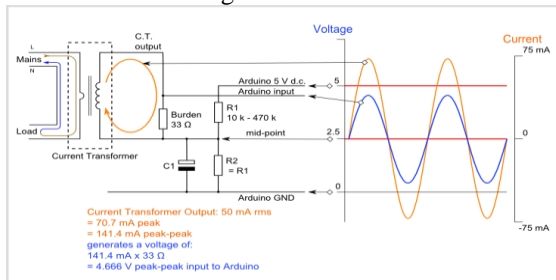 Voltage
C.T.
output
Current
75 mA
L
Mains
N
Arduino 5 V d.c.
5
Arduino input
Burden
33 Ω
R1
10 k - 470 k
mid-point
2.5
0
Load
Current Transformer
C1
R2
= R1
Arduino GND
0
-75 mA
Current Transformer Output: 50 mA rms
= 70.7 mA peak
= 141.4 mA peak-peak
generates a voltage of:
141.4 mA x 33 Ω
= 4.666 V peak-peak input to Arduino